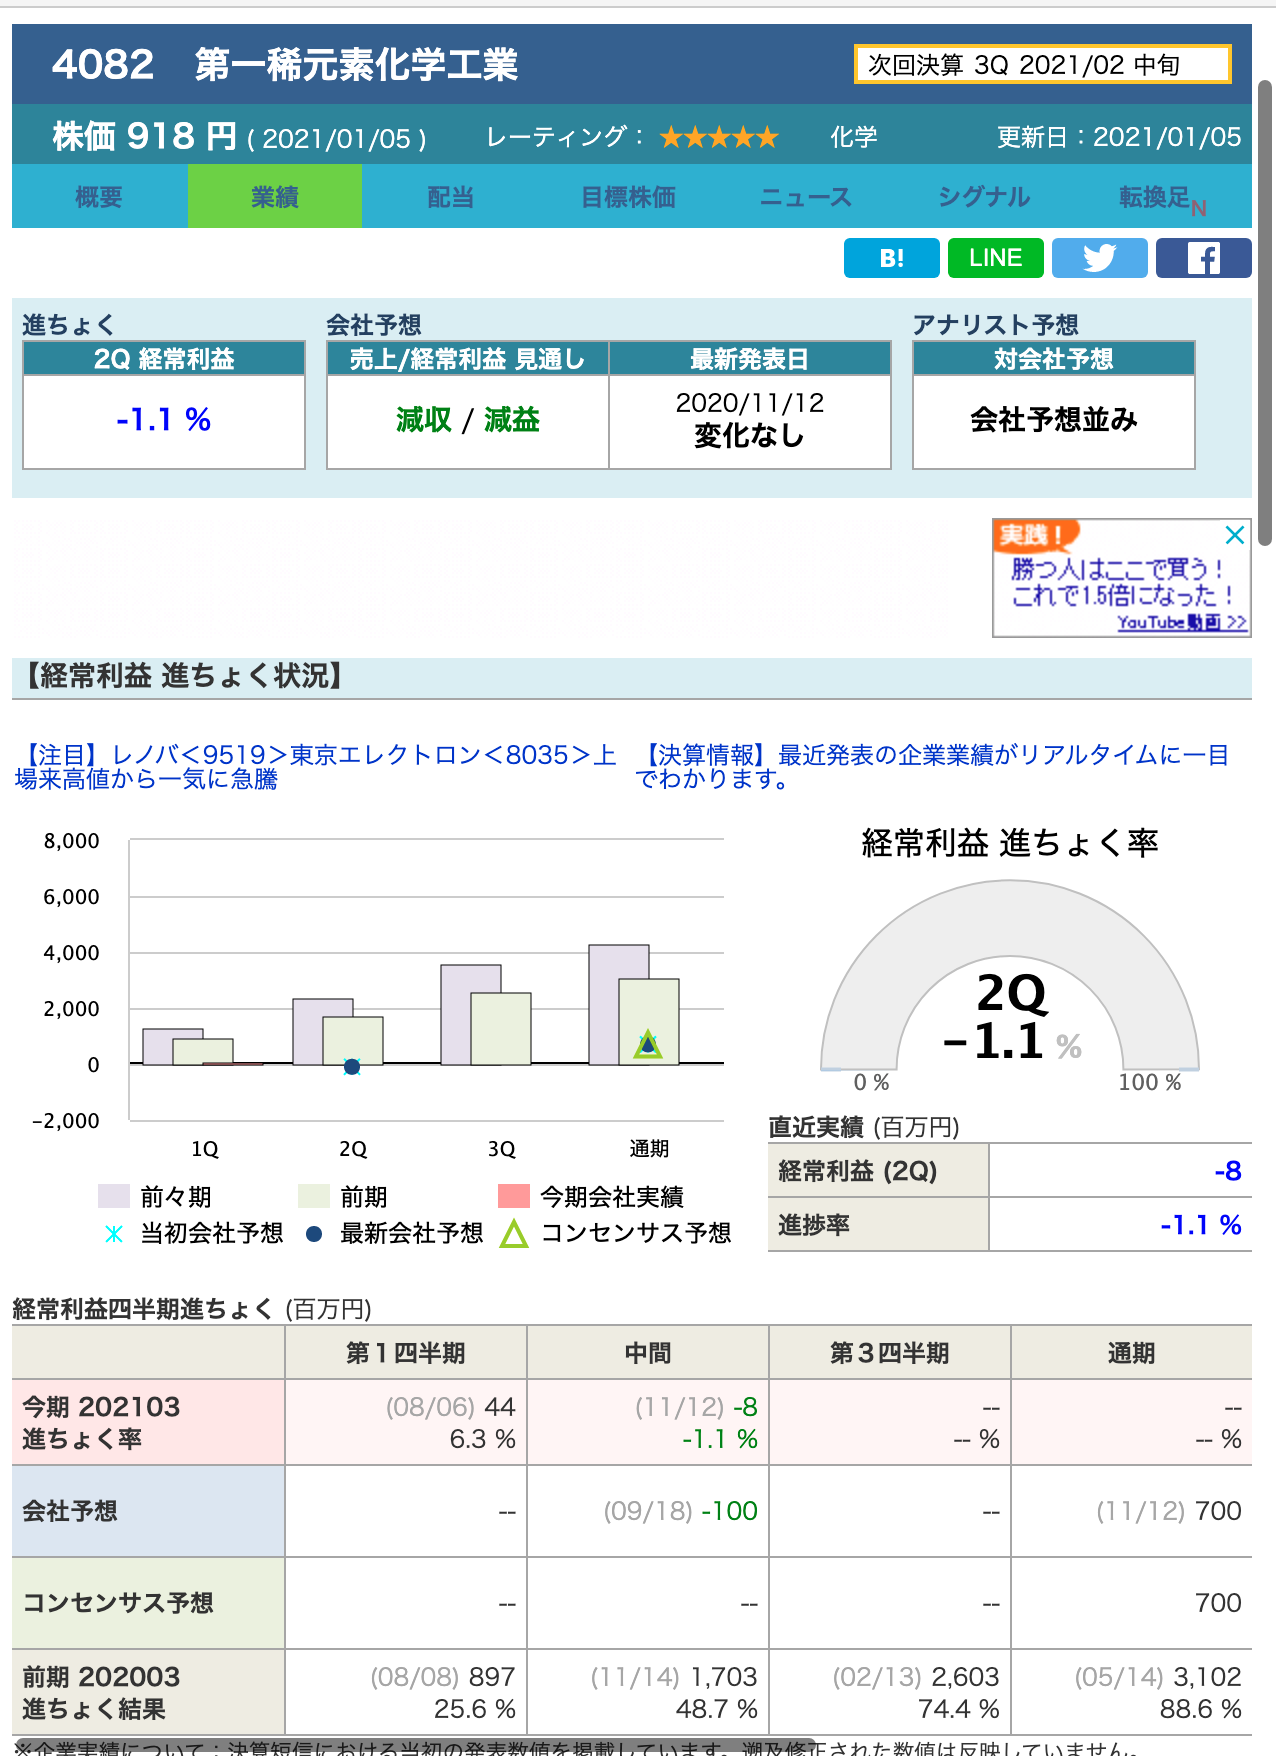 4082　第一稀元素化学工業
次回決算 3Q 2021/02 中旬
株価 918 円 ( 2021/01/05 ) レーティング： ★★★★★ 化学 更新日：2021/01/05
概要 業績 配当 目標株価 ニュース シグナル 転換足N
B! LINE
進ちょく 会社予想 アナリスト予想
2Q 経常利益 売上/経常利益 見通し 最新発表日 対会社予想
-1.1 % 減収 / 減益 2020/11/12 会社予想並み
変化なし
実践！
勝つ人はここで買う！
これで1.5倍になった！
YouTube動画 >>
【経常利益 進ちょく状況】
【注目】レノバ＜9519＞東京エレクトロン＜8035＞上
場来高値から一気に急騰
【決算情報】最近発表の企業業績がリアルタイムに一目
でわかります。
8,000
6,000
4,000
2,000
0
−2,000
1Q 2Q 3Q 通期
前々期 前期 今期会社実績
当初会社予想 最新会社予想 コンセンサス予想
経常利益 進ちょく率
2Q
−1.1 %
0 % 100 %
直近実績 (百万円)
経常利益 (2Q) -8
進捗率 -1.1 %
経常利益四半期進ちょく (百万円)
第１四半期 中間 第３四半期 通期
今期 202103 (08/06) 44 (11/12) -8 -- --
進ちょく率 6.3 % -1.1 % -- % -- %
会社予想 -- (09/18) -100 -- (11/12) 700
コンセンサス予想 -- -- -- 700
前期 202003 (08/08) 897 (11/14) 1,703 (02/13) 2,603 (05/14) 3,102
進ちょく結果 25.6 % 48.7 % 74.4 % 88.6 %
※企業実績について：決算短信における当初の発表数値を掲載しています。遡及修正された数値は反映していません。